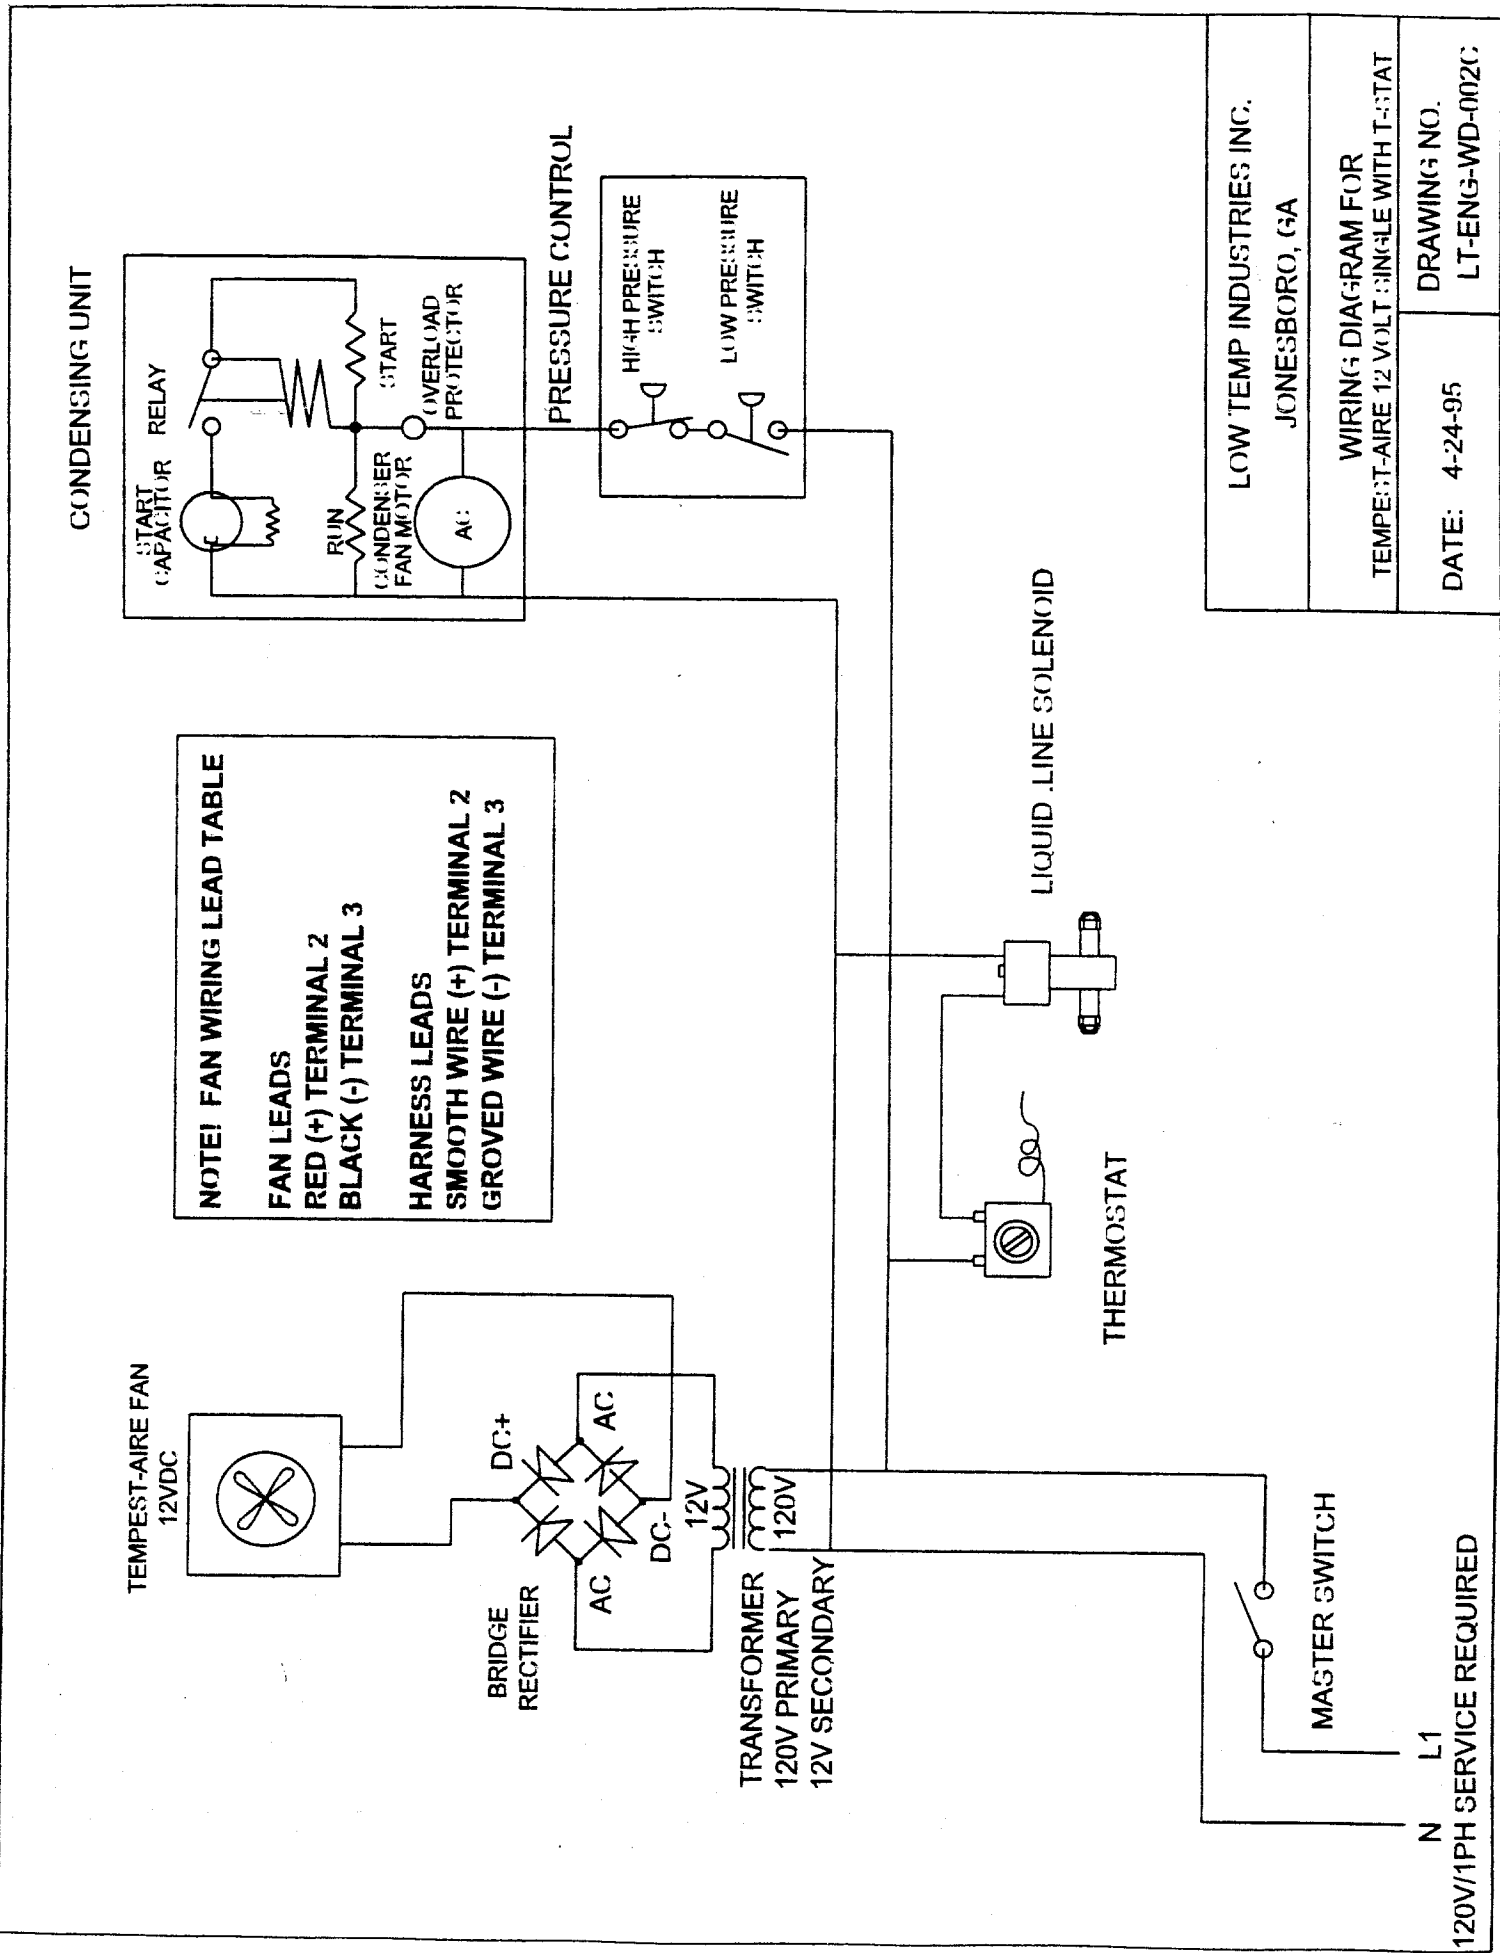 CONDENSING UNIT
START
CAPACITOR
RELAY
RUN
START
CONDENSER
FAN MOTOR
OVERLOAD
PROTECTOR
AC
PRESSURE CONTROL
HIGH PRESSURE
SWITCH
LOW PRESSURE
SWITCH
NOTE! FAN WIRING LEAD TABLE
FAN LEADS
RED (+) TERMINAL 2
BLACK (-) TERMINAL 3
HARNESS LEADS
SMOOTH WIRE (+) TERMINAL 2
GROVED WIRE (-) TERMINAL 3
TEMPEST-AIRE FAN
12VDC
BRIDGE
RECTIFIER
DC+
AC
AC
DC-
12V
120V
TRANSFORMER
120V PRIMARY
12V SECONDARY
LIQUID .LINE SOLENOID
THERMOSTAT
MASTER SWITCH
N L1
120V/1PH SERVICE REQUIRED
LOW TEMP INDUSTRIES INC.
JONESBORO, GA
WIRING DIAGRAM FOR
TEMPEST-AIRE 12 VOLT SINGLE WITH T-STAT
DATE: 4-24-95
DRAWING NO.
LT-ENG-WD-002C